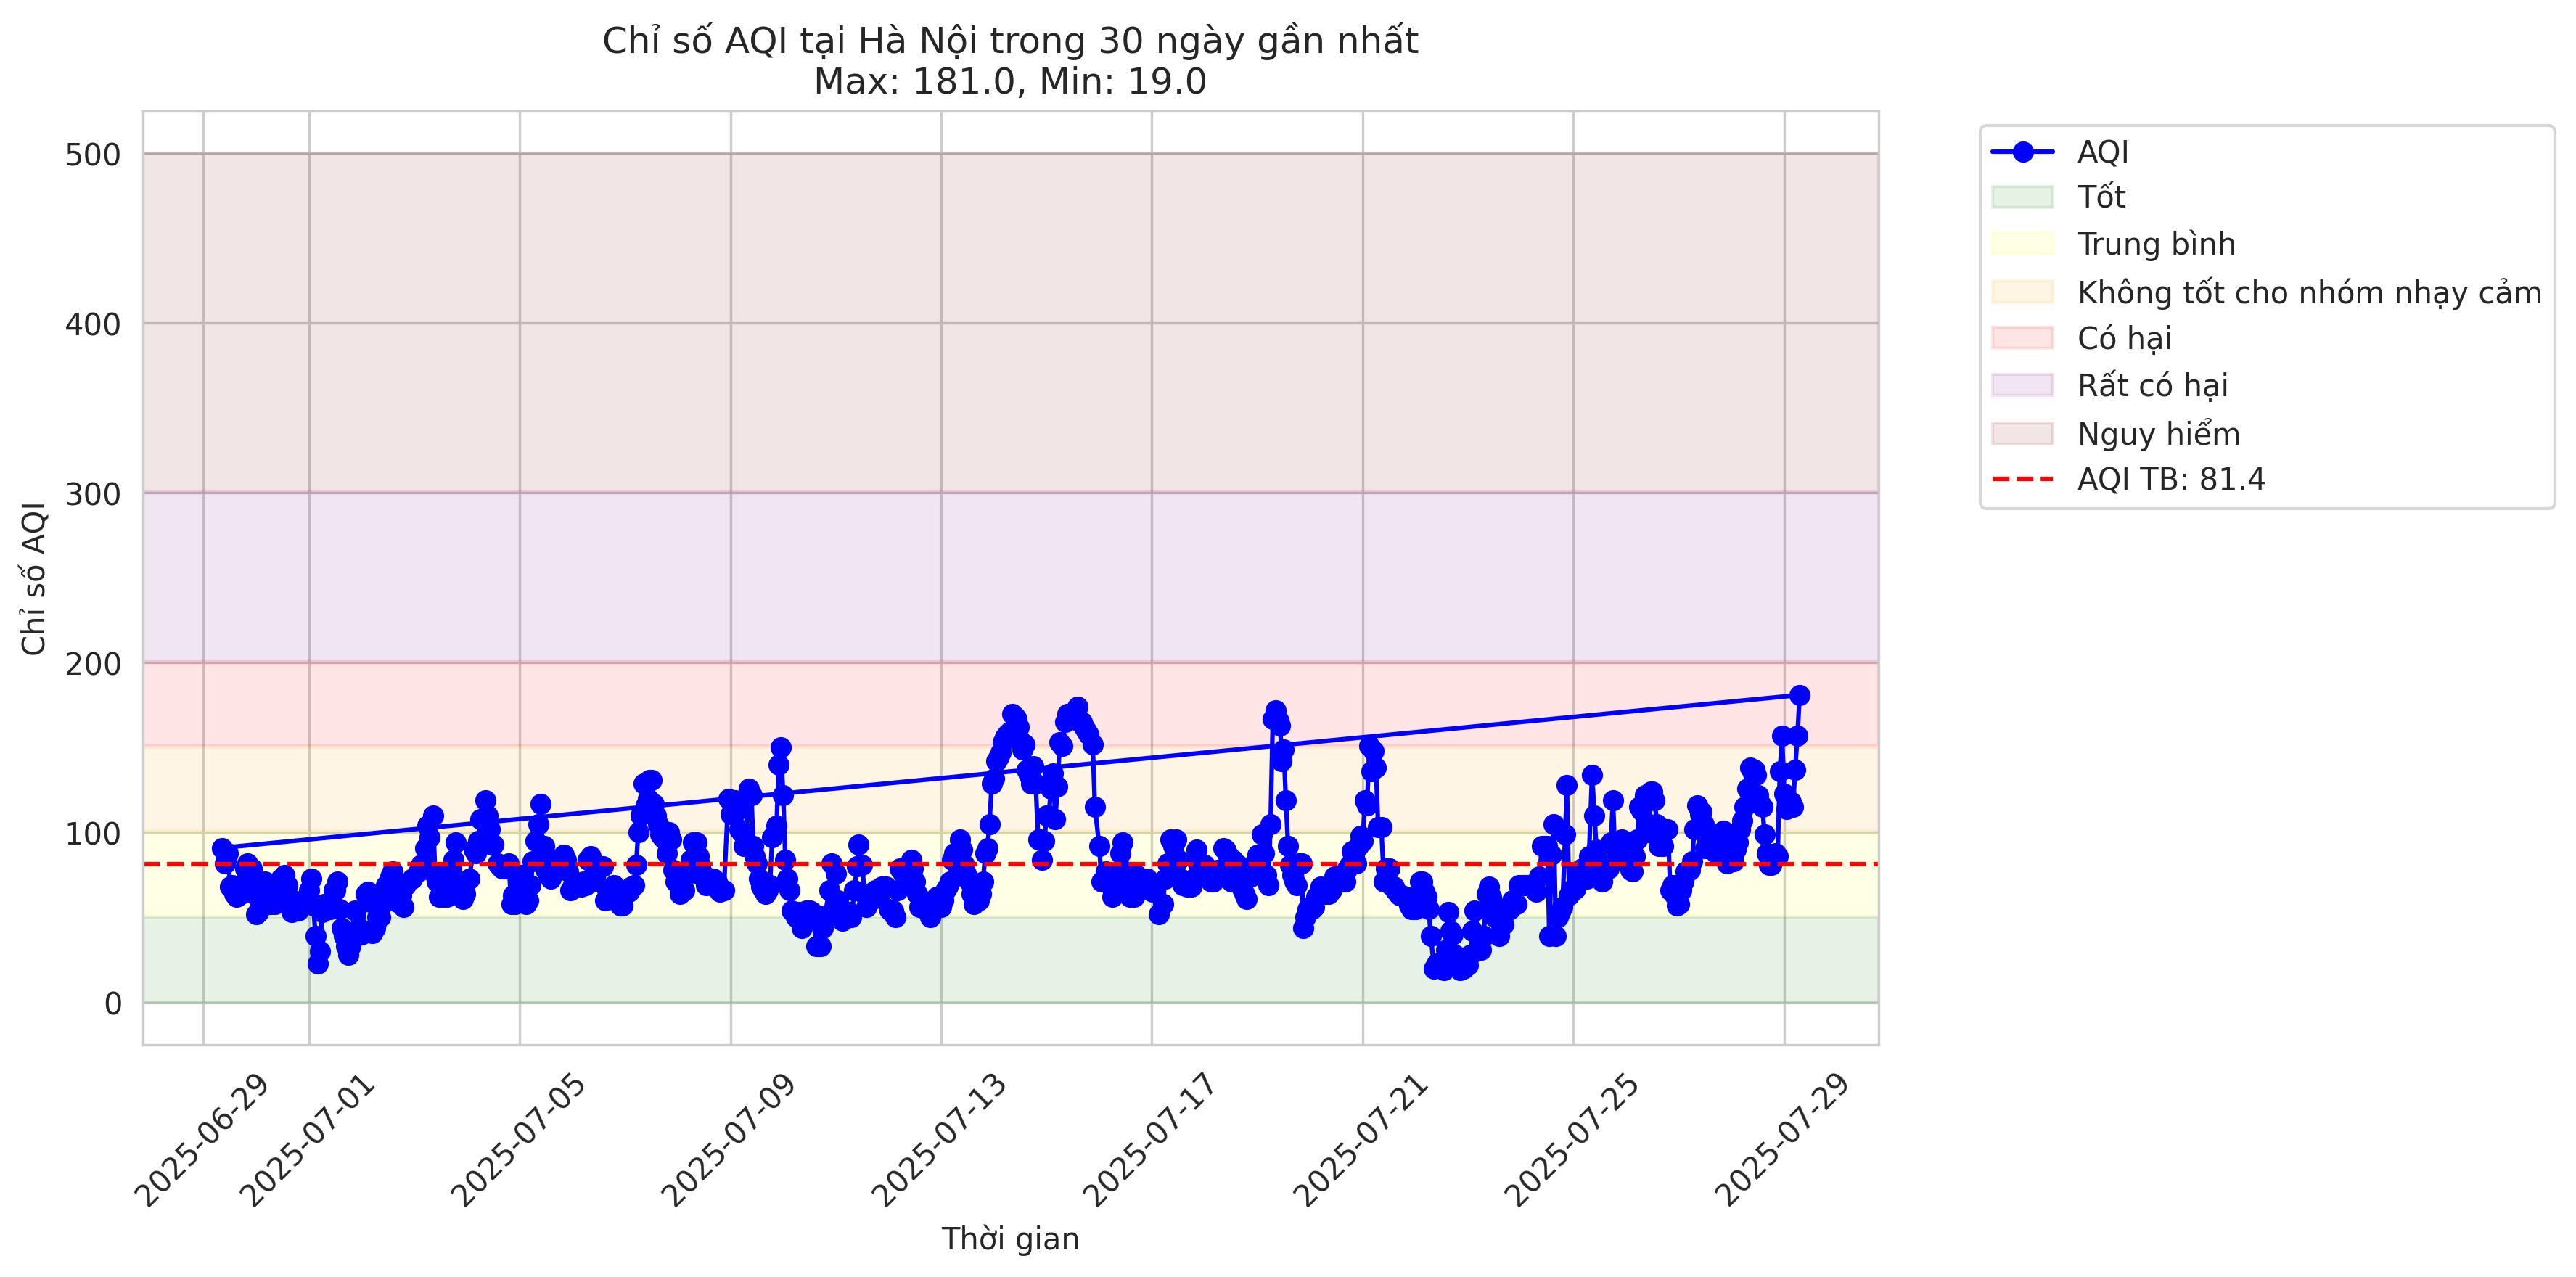 Chỉ số AQI tại Hà Nội trong 30 ngày gần nhất
Max: 181.0, Min: 19.0
Chỉ số AQI
500
400
300
200
100
0
2025-06-29
2025-07-01
2025-07-05
2025-07-09
2025-07-13
2025-07-17
2025-07-21
2025-07-25
2025-07-29
Thời gian
AQI
Tốt
Trung bình
Không tốt cho nhóm nhạy cảm
Có hại
Rất có hại
Nguy hiểm
AQI TB: 81.4